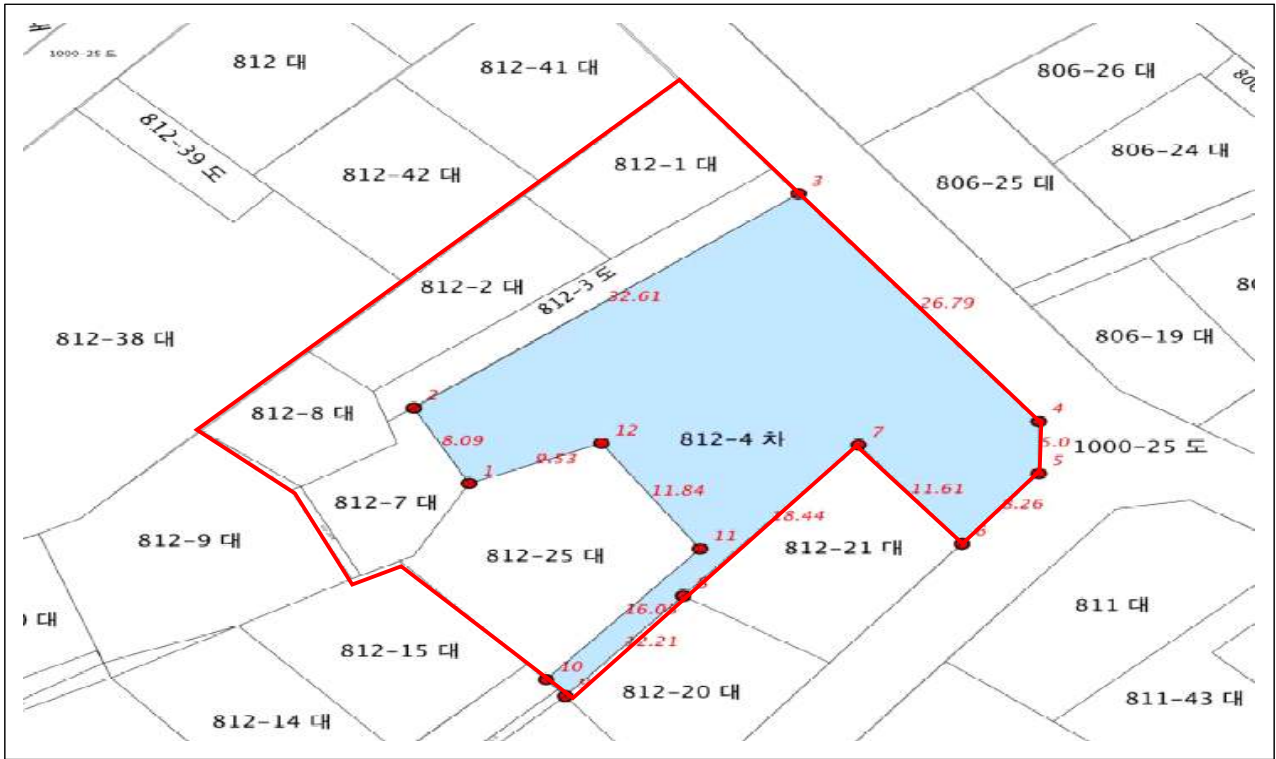 1000-25 도
812 대
812-41 대
806-26 대
812-39 도
812-42 대
812-1 대
806-24 대
806-25 대
3
812-2 대
812-3 도
32.61
26.79
812-38 대
806-19 대
812-8 대
2
4
8.09
12
812-4 차
7
5.0
1000-25 도
9.53
5
1
11.84
11.61
8.26
812-7 대
18.44
812-9 대
812-25 대
11
812-21 대
6
8
811 대
대
16.0
12.21
812-15 대
10
9
812-20 대
811-43 대
812-14 대